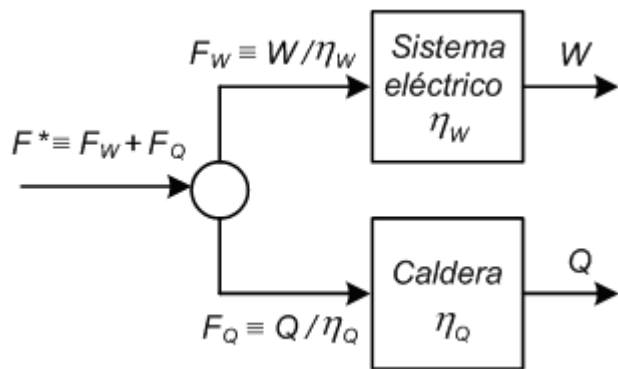 F_W ≡ W/η_W
Sistema
eléctrico
η_W
W
F* ≡ F_W + F_Q
Caldera
η_Q
Q
F_Q ≡ Q/η_Q